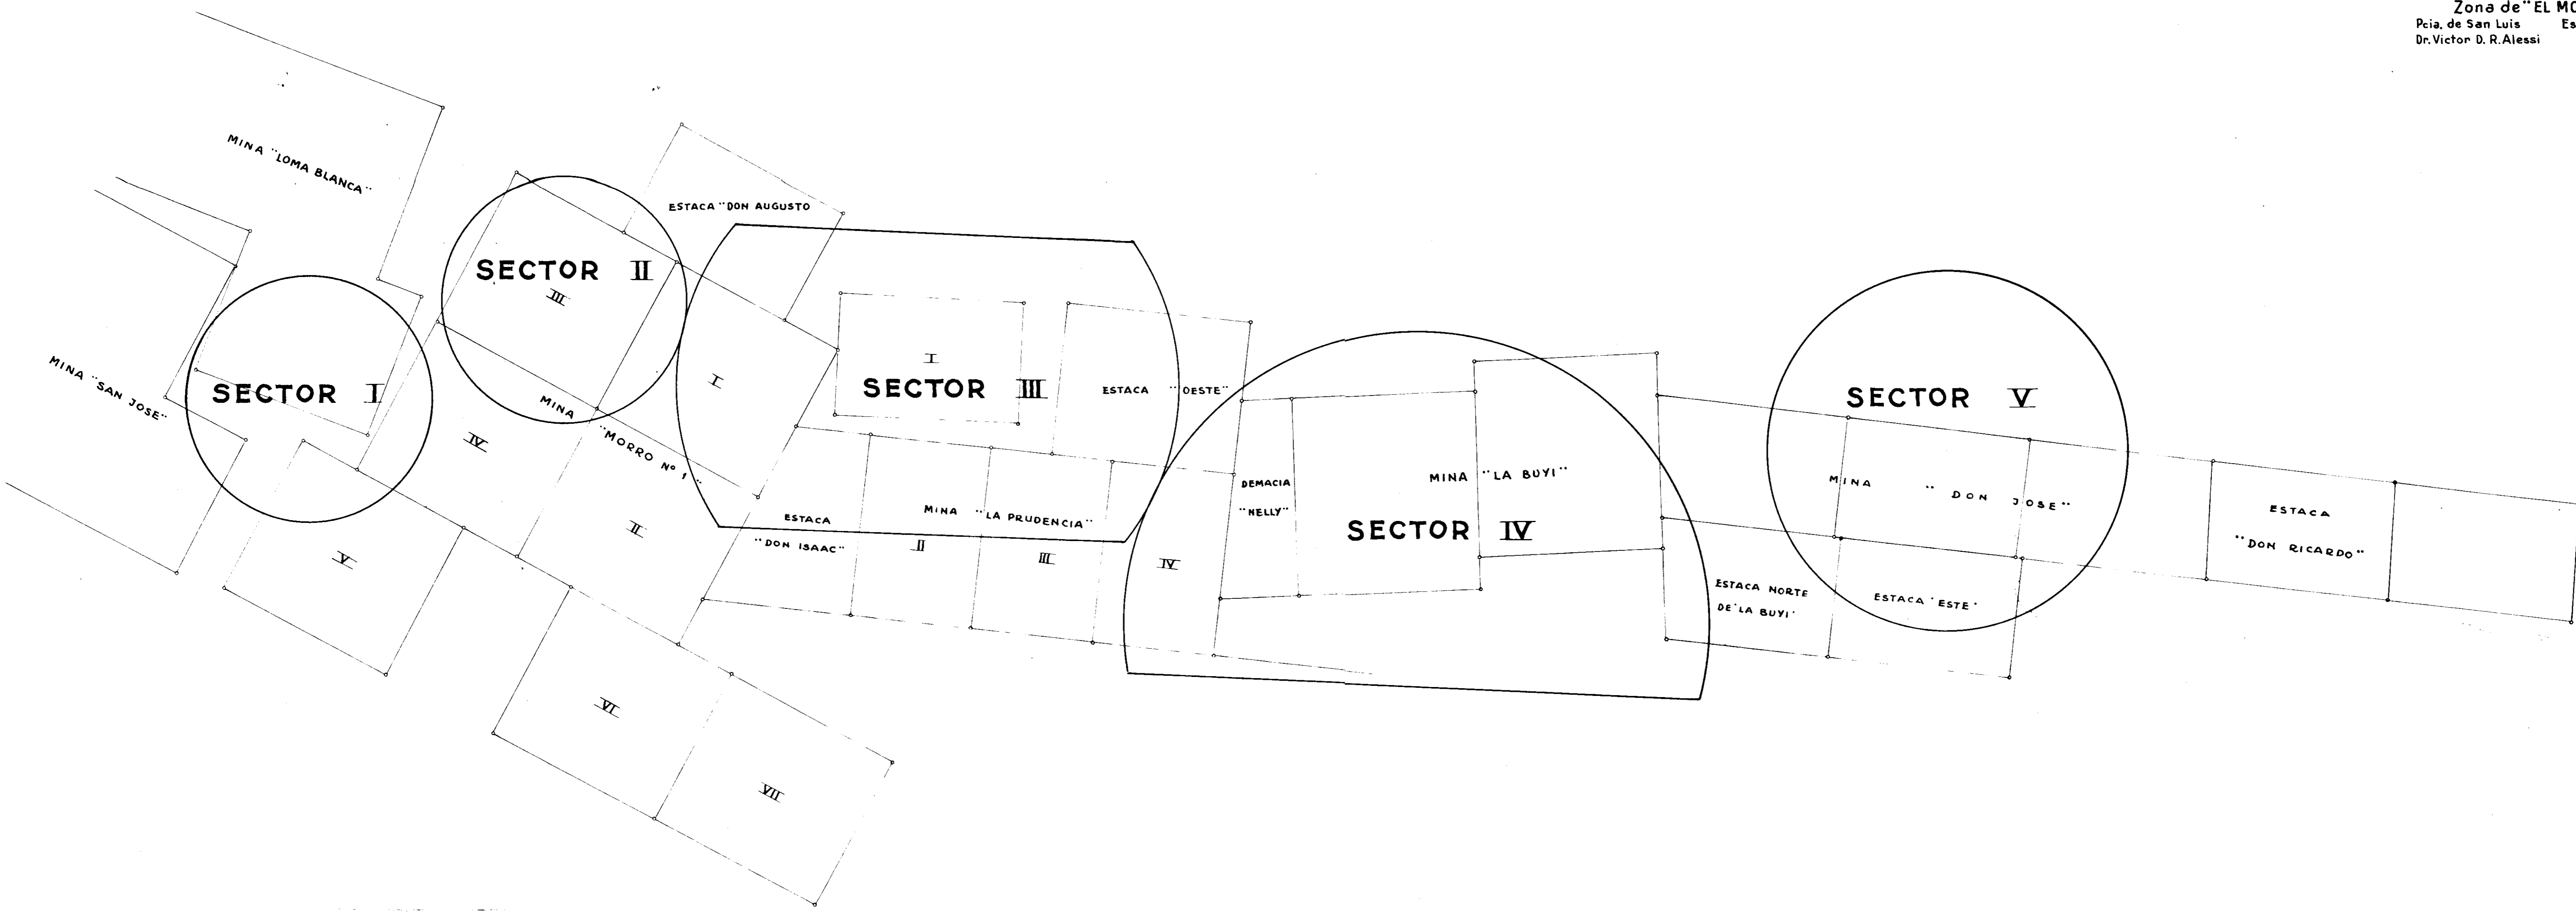 Zona de "EL MO
Pcia. de San Luis Es
Dr. Victor D. R. Alessi
MINA "LOMA BLANCA"
ESTACA "DON AUGUSTO
SECTOR II
III
MINA "SAN JOSE"
SECTOR I
IV
MINA "MORRO Nº 1"
I
I
SECTOR III
ESTACA "OESTE"
II
V
VI
VII
ESTACA
"DON ISAAC"
MINA "LA PRUDENCIA"
II
III
IV
DEMACIA
"NELLY"
MINA "LA BUYI"
SECTOR IV
SECTOR V
MINA "DON JOSE"
ESTACA NORTE
DE "LA BUYI"
ESTACA "ESTE"
ESTACA
"DON RICARDO"